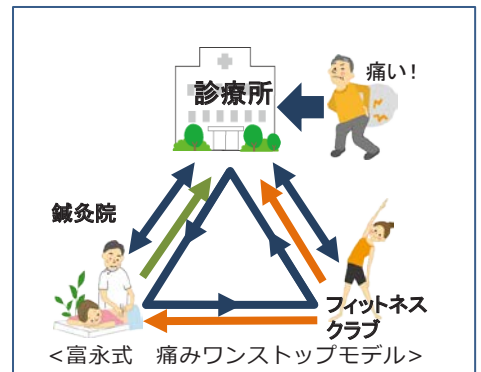 痛い！
診療所
鍼灸院
フィットネス
クラブ
<富永式　痛みワンストップモデル>